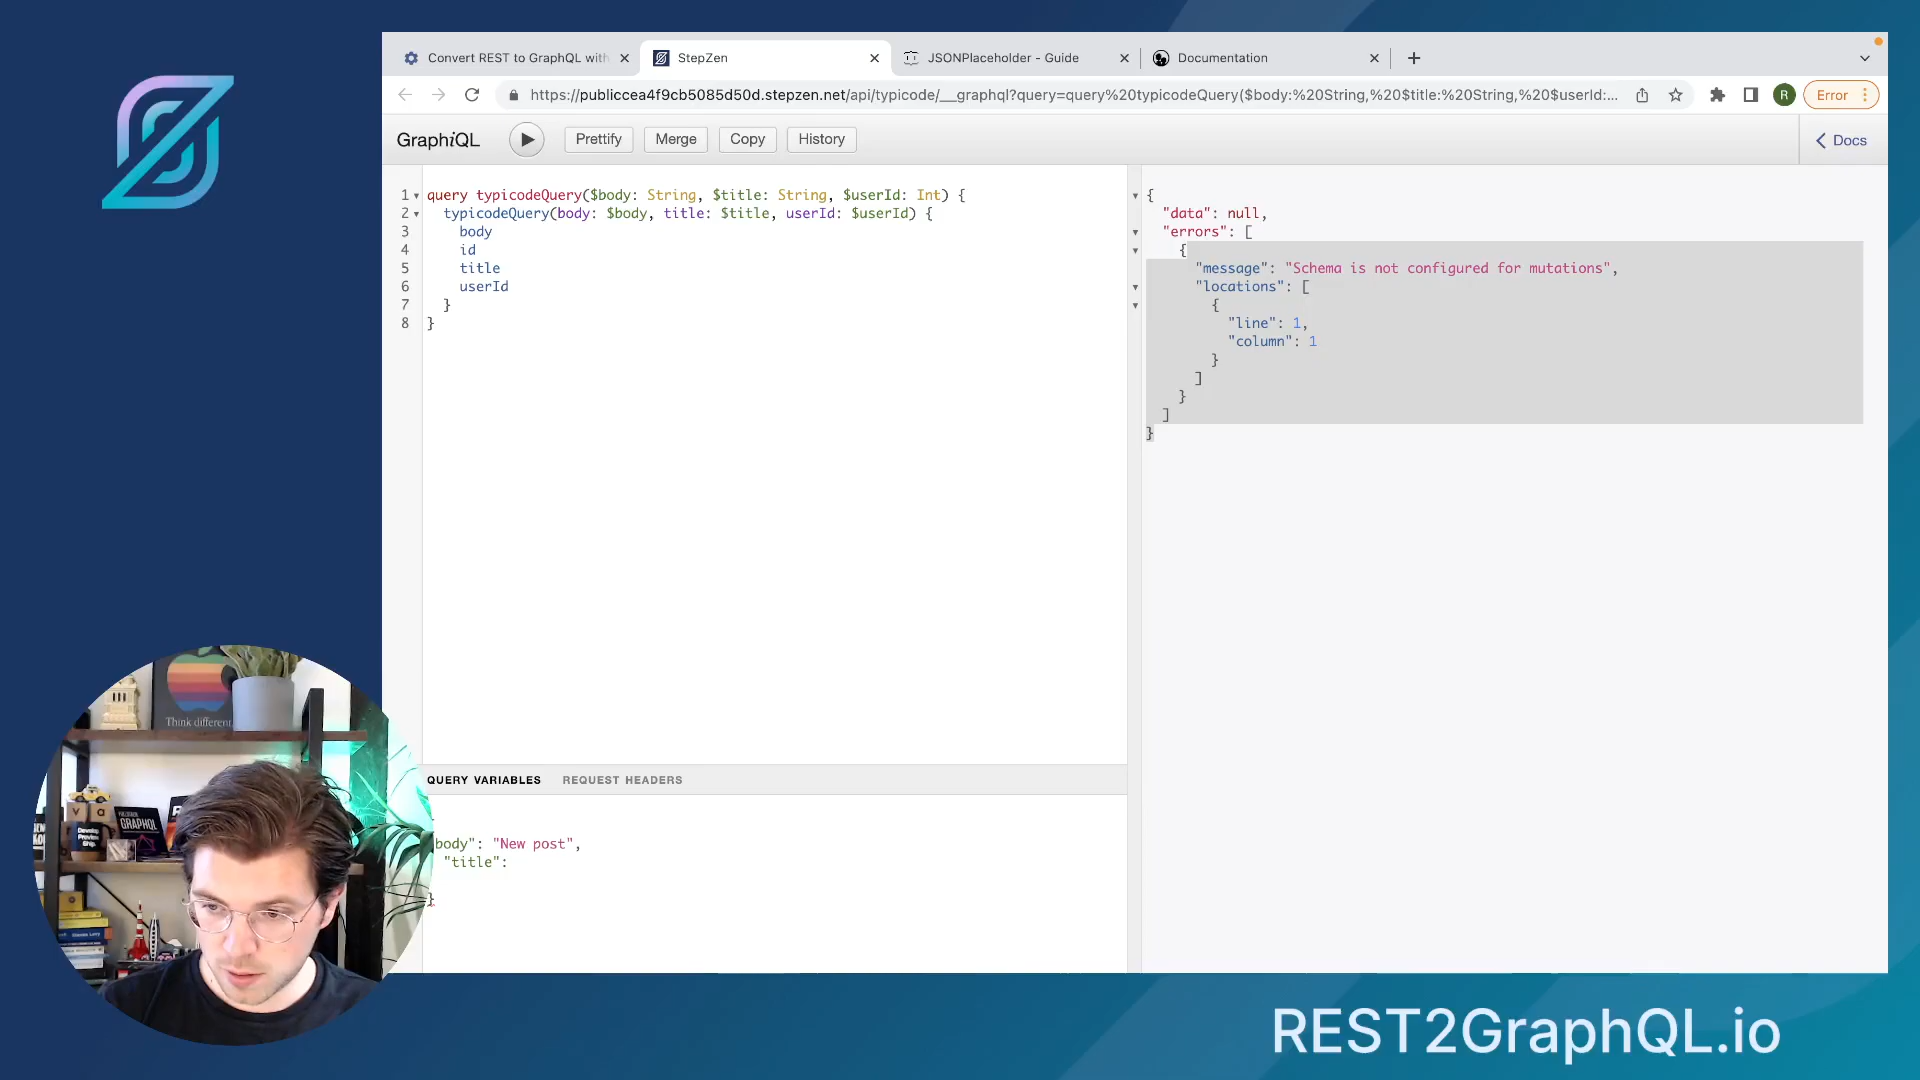 Convert REST to GraphQL with
StepZen
JSONPlaceholder - Guide
Documentation
https://publiccea4f9cb5085d50d.stepzen.net/api/typicode/__graphql?query=query%20typicodeQuery($body:%20String,%20$title:%20String,%20$userId:...
R
Error
GraphiQL
Prettify
Merge
Copy
History
Docs
1 query typicodeQuery($body: String, $title: String, $userId: Int) {
2 typicodeQuery(body: $body, title: $title, userId: $userId) {
3 body
4 id
5 title
6 userId
7 }
8 }
{
"data": null,
"errors": [
{
"message": "Schema is not configured for mutations",
"locations": [
{
"line": 1,
"column": 1
}
]
}
]
}
QUERY VARIABLES
REQUEST HEADERS
body": "New post",
"title":
}
Think different.
GRAPHQL
REST2GraphQL.io